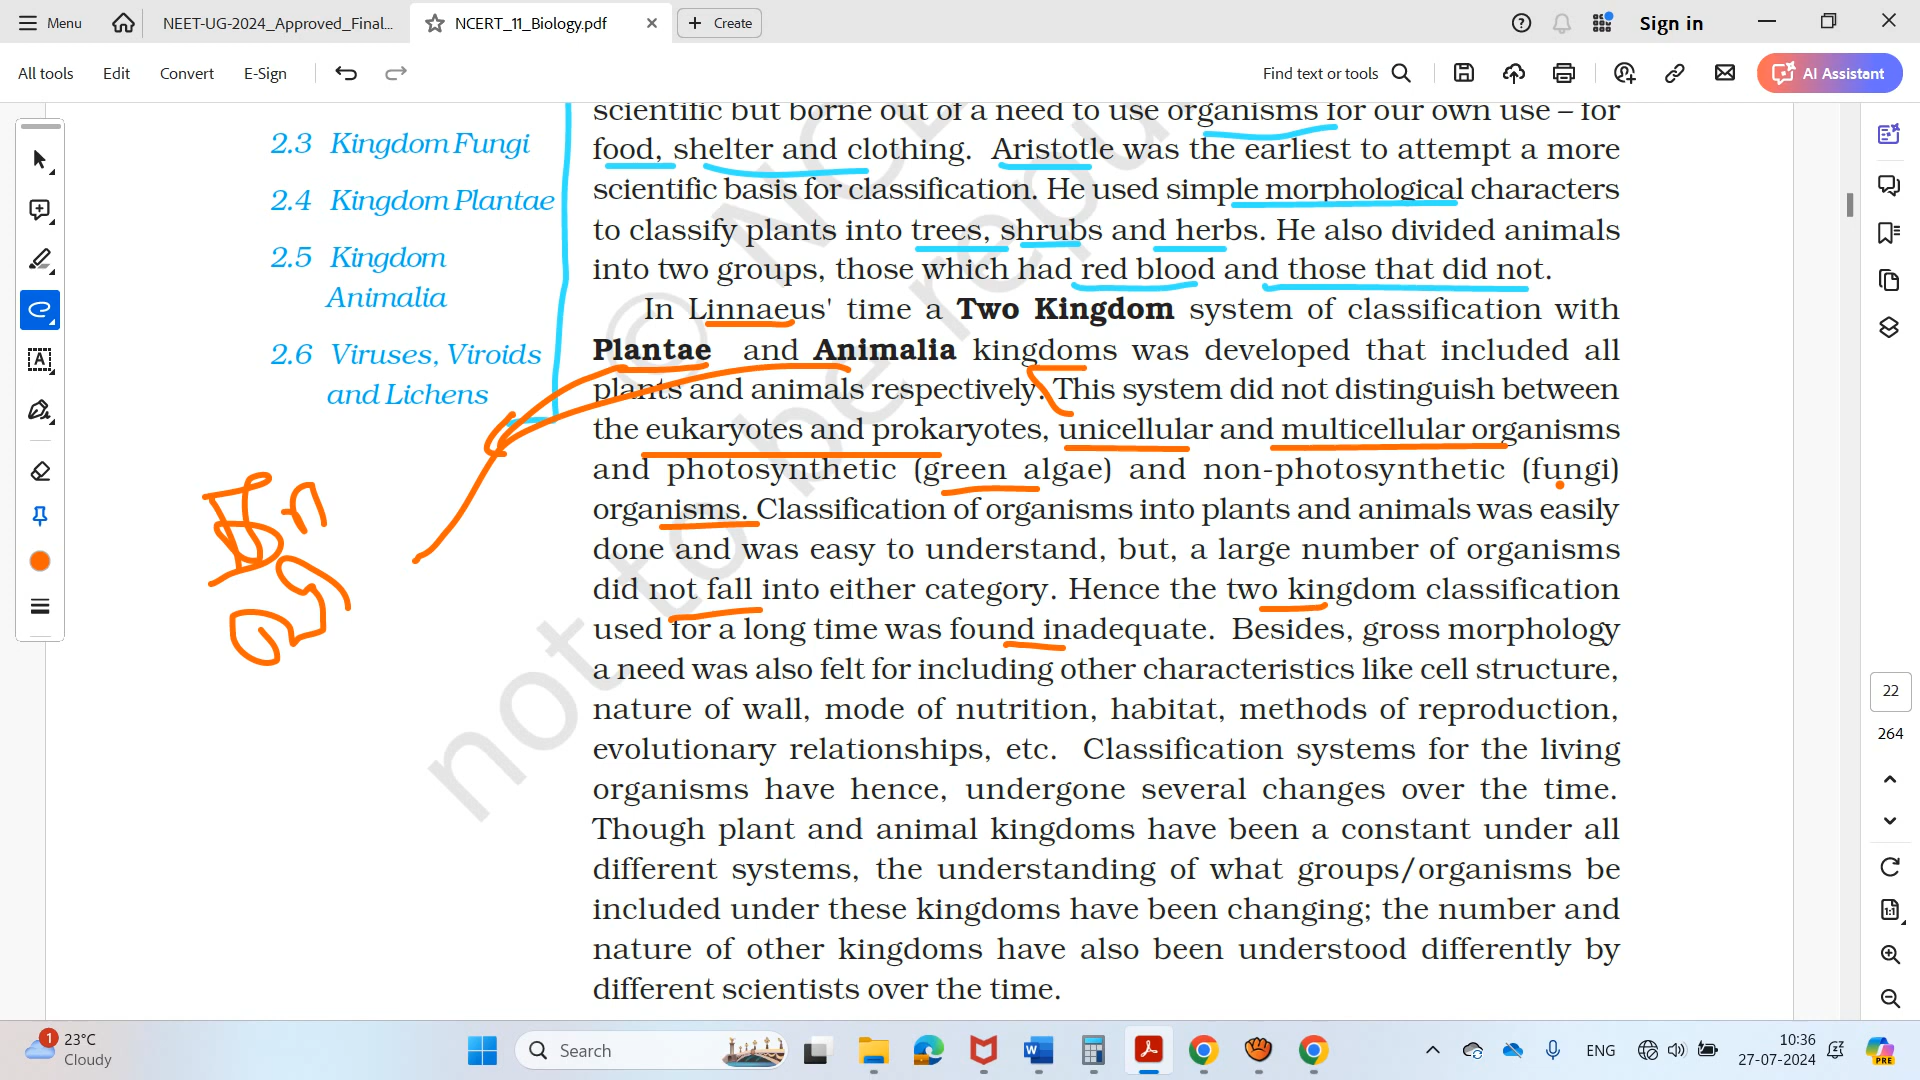 Menu
NEET-UG-2024_Approved_Final...
NCERT_11_Biology.pdf
Create
Sign in
All tools
Edit
Convert
E-Sign
Find text or tools
AI Assistant
2.3 Kingdom Fungi
2.4 Kingdom Plantae
2.5 Kingdom
Animalia
2.6 Viruses, Viroids
and Lichens
scientific but borne out of a need to use organisms for our own use – for
food, shelter and clothing. Aristotle was the earliest to attempt a more
scientific basis for classification. He used simple morphological characters
to classify plants into trees, shrubs and herbs. He also divided animals
into two groups, those which had red blood and those that did not.
In Linnaeus' time a Two Kingdom system of classification with
Plantae and Animalia kingdoms was developed that included all
plants and animals respectively. This system did not distinguish between
the eukaryotes and prokaryotes, unicellular and multicellular organisms
and photosynthetic (green algae) and non-photosynthetic (fungi)
organisms. Classification of organisms into plants and animals was easily
done and was easy to understand, but, a large number of organisms
did not fall into either category. Hence the two kingdom classification
used for a long time was found inadequate. Besides, gross morphology
a need was also felt for including other characteristics like cell structure,
nature of wall, mode of nutrition, habitat, methods of reproduction,
evolutionary relationships, etc. Classification systems for the living
organisms have hence, undergone several changes over the time.
Though plant and animal kingdoms have been a constant under all
different systems, the understanding of what groups/organisms be
included under these kingdoms have been changing; the number and
nature of other kingdoms have also been understood differently by
different scientists over the time.
© NCE
not to be repu
22
264
1
23°C
Cloudy
Search
ENG
10:36
27-07-2024
PRE